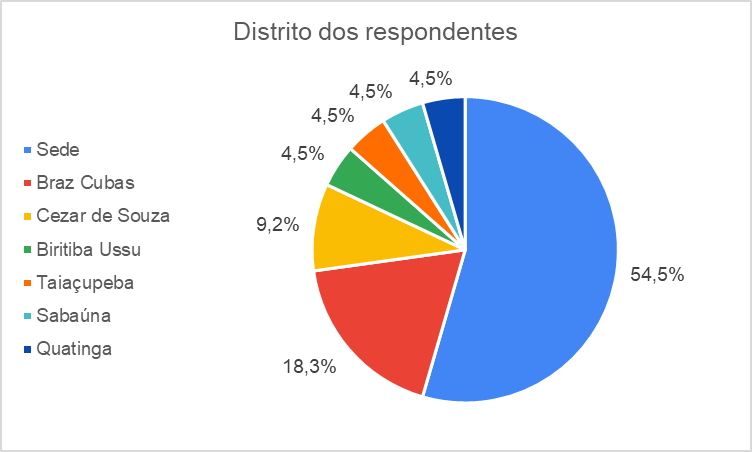 Distrito dos respondentes
Sede
Braz Cubas
Cezar de Souza
Biritiba Ussu
Taiaçupeba
Sabaúna
Quatinga
54,5%
18,3%
9,2%
4,5%
4,5%
4,5%
4,5%